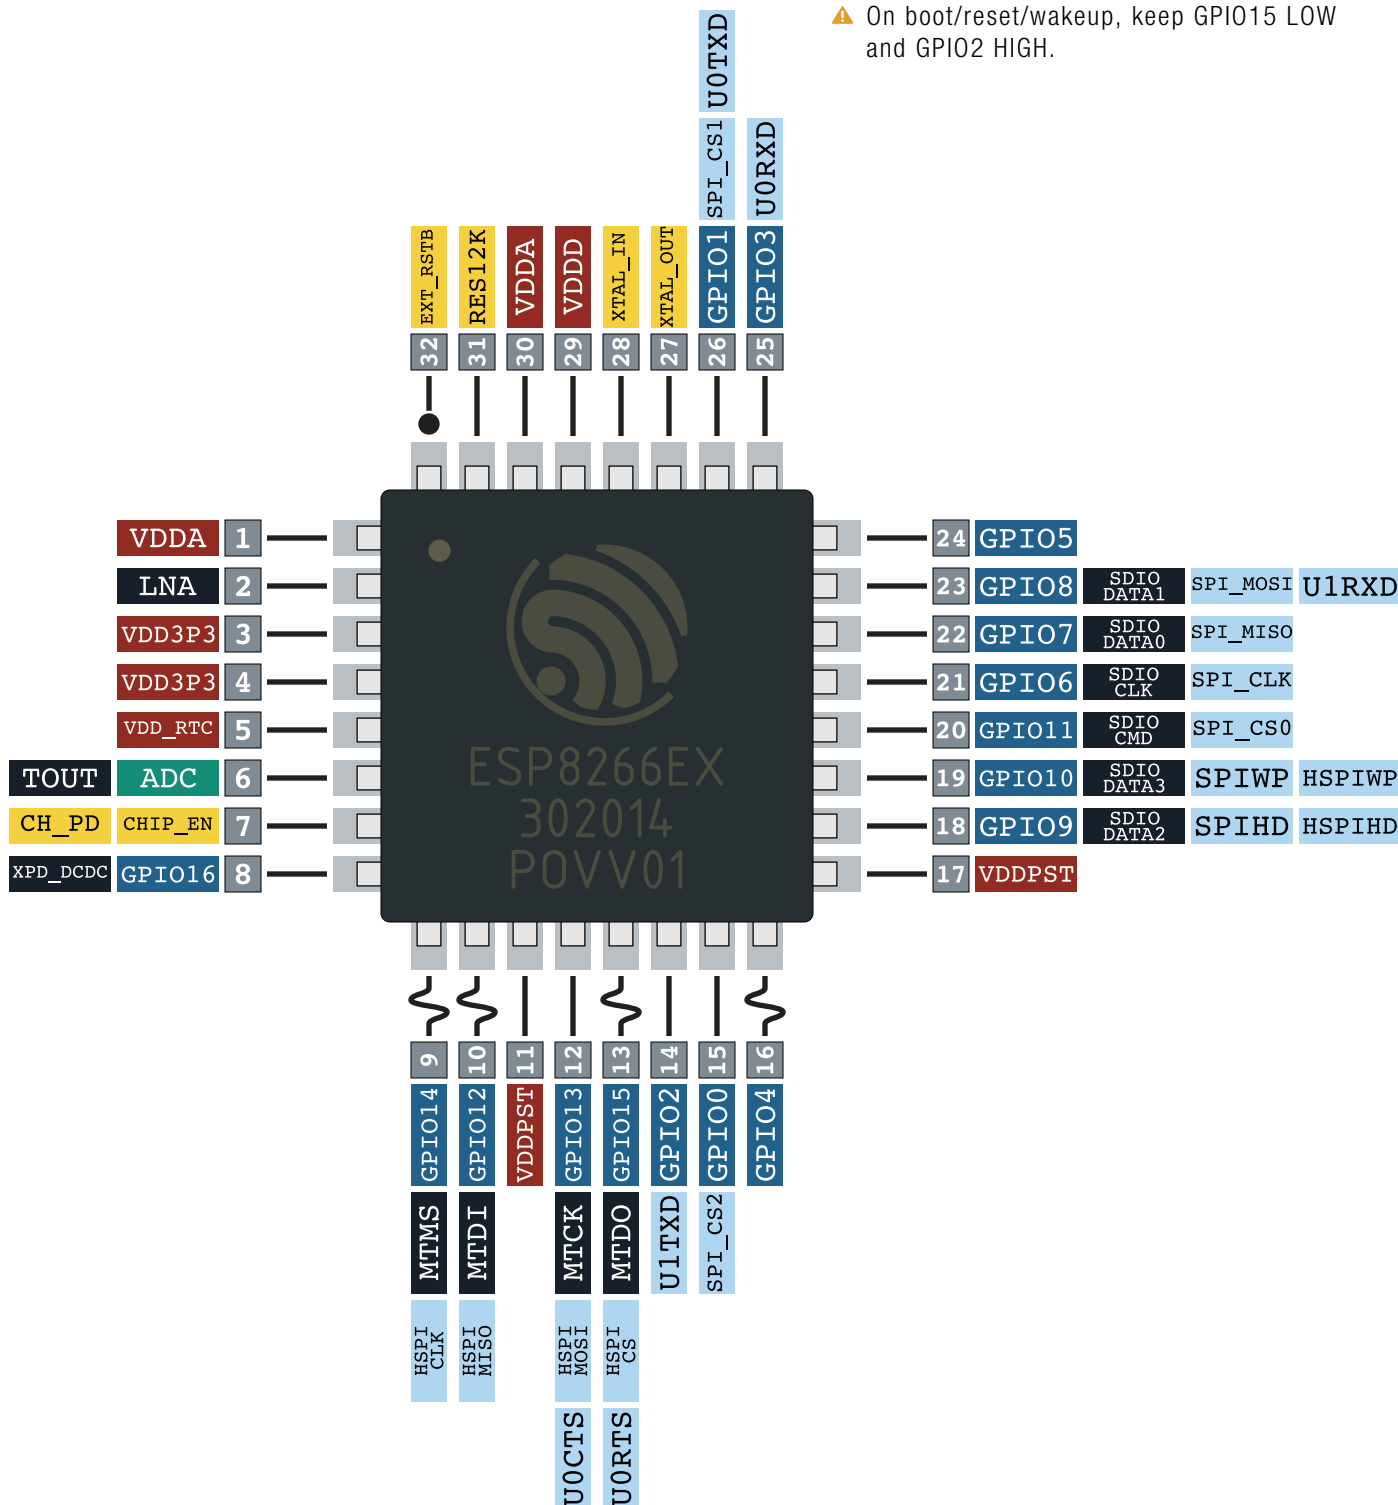 On boot/reset/wakeup, keep GPIO15 LOW
and GPIO2 HIGH.
EXT_RSTB 32
RES12K 31
VDDA 30
VDDD 29
XTAL_IN 28
XTAL_OUT 27
U0TXD SPI_CS1 GPIO1 26
U0RXD GPIO3 25
VDDA 1
LNA 2
VDD3P3 3
VDD3P3 4
VDD_RTC 5
TOUT ADC 6
CH_PD CHIP_EN 7
XPD_DCDC GPIO16 8
ESP8266EX
302014
POVV01
24 GPIO5
23 GPIO8 SDIO DATA1 SPI_MOSI U1RXD
22 GPIO7 SDIO DATA0 SPI_MISO
21 GPIO6 SDIO CLK SPI_CLK
20 GPIO11 SDIO CMD SPI_CS0
19 GPIO10 SDIO DATA3 SPIWP HSPIWP
18 GPIO9 SDIO DATA2 SPIHD HSPIHD
17 VDDPST
9 GPIO14 MTMS HSPI CLK
10 GPIO12 MTDI HSPI MISO
11 VDDPST
12 GPIO13 MTCK HSPI MOSI U0CTS
13 GPIO15 MTDO HSPI CS U0RTS
14 GPIO2 U1TXD
15 GPIO0 SPI_CS2
16 GPIO4